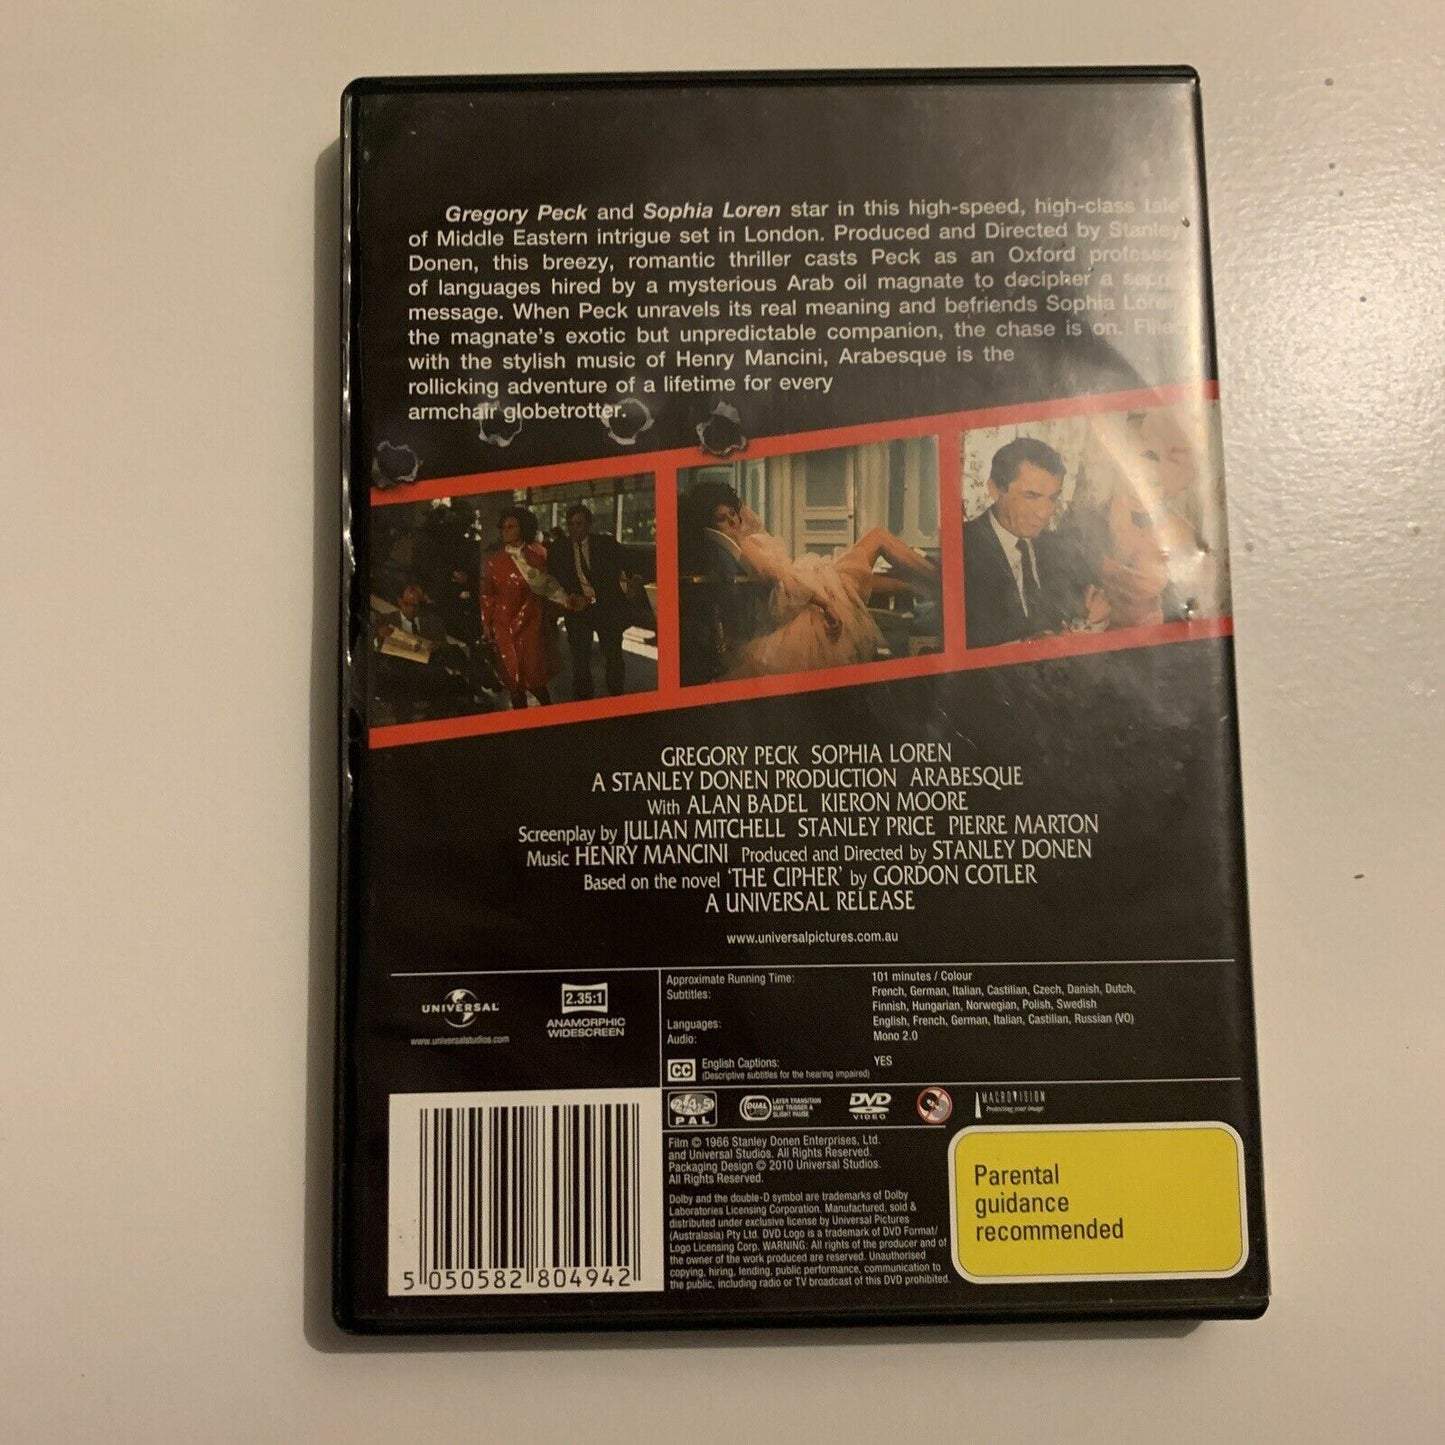 Gregory Peck and Sophia Loren star in this high-speed, high-class tale
of Middle Eastern intrigue set in London. Produced and Directed by Stanley
Donen, this breezy, romantic thriller casts Peck as an Oxford professor
of languages hired by a mysterious Arab oil magnate to decipher a secret
message. When Peck unravels its real meaning and befriends Sophia Loren
the magnate's exotic but unpredictable companion, the chase is on. Filled
with the stylish music of Henry Mancini, Arabesque is the
rollicking adventure of a lifetime for every
armchair globetrotter.
GREGORY PECK SOPHIA LOREN
A STANLEY DONEN PRODUCTION ARABESQUE
With ALAN BADEL KIERON MOORE
Screenplay by JULIAN MITCHELL STANLEY PRICE PIERRE MARTON
Music HENRY MANCINI Produced and Directed by STANLEY DONEN
Based on the novel 'THE CIPHER' by GORDON COTLER
A UNIVERSAL RELEASE
www.universalpictures.com.au
UNIVERSAL
www.universalstudios.com
2.35:1
ANAMORPHIC
WIDESCREEN
Approximate Running Time: 101 minutes / Colour
Subtitles: French, German, Italian, Castilian, Czech, Danish, Dutch,
Finnish, Hungarian, Norwegian, Polish, Swedish
Languages: English, French, German, Italian, Castilian, Russian (VO)
Audio: Mono 2.0
CC English Captions: YES
(Descriptive subtitles for the hearing impaired)
2,4,5
PAL
DUAL
LAYER TRANSITION
MAY TRIGGER A
SLIGHT PAUSE
DVD
VIDEO
MACROVISION
Protecting your image
Film © 1966 Stanley Donen Enterprises, Ltd.
and Universal Studios. All Rights Reserved.
Packaging Design © 2010 Universal Studios.
All Rights Reserved.
Dolby and the double-D symbol are trademarks of Dolby
Laboratories Licensing Corporation. Manufactured, sold &
distributed under exclusive license by Universal Pictures
(Australasia) Pty Ltd. DVD Logo is a trademark of DVD Format/
Logo Licensing Corp. WARNING: All rights of the producer and of
the owner of the work produced are reserved. Unauthorised
copying, hiring, lending, public performance, communication to
the public, including radio or TV broadcast of this DVD prohibited.
Parental
guidance
recommended
5 050582 804942